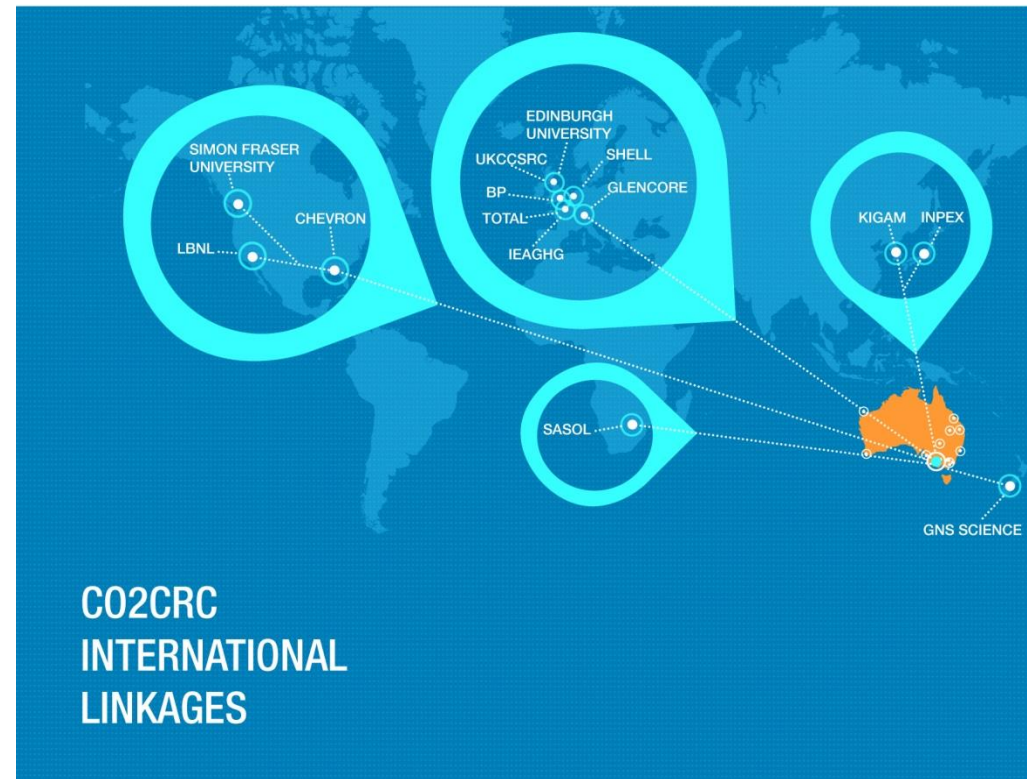 SIMON FRASER
UNIVERSITY
CHEVRON
LBNL
EDINBURGH
UNIVERSITY
UKCCSRC
SHELL
BP
GLENCORE
TOTAL
IEAGHG
KIGAM
INPEX
SASOL
GNS SCIENCE
CO2CRC
INTERNATIONAL
LINKAGES